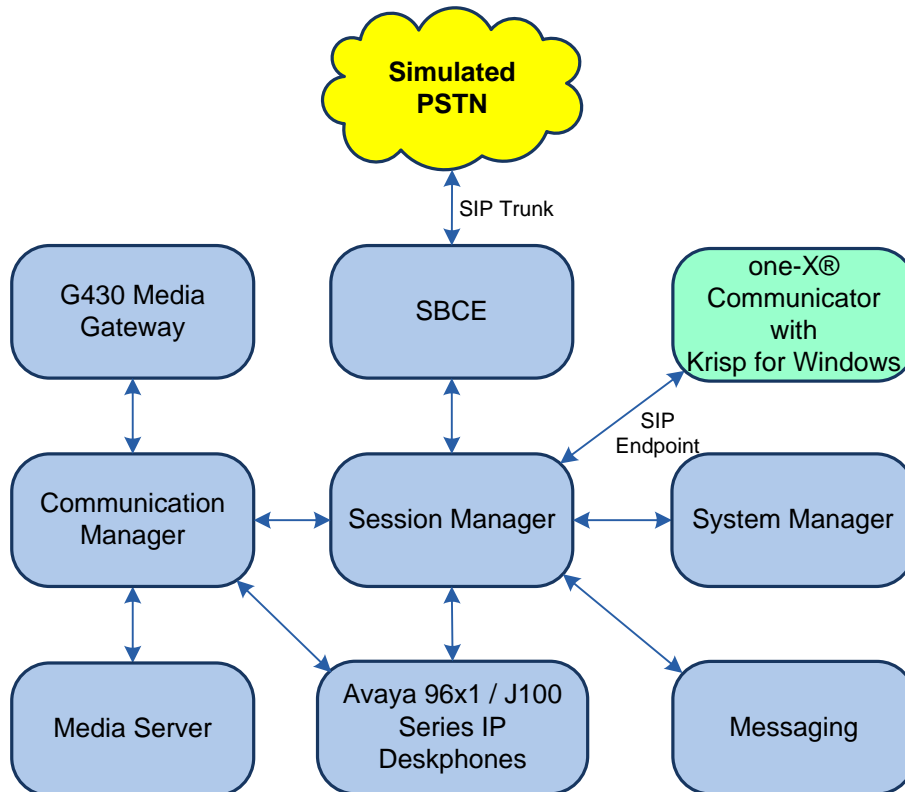 Simulated
PSTN
SIP Trunk
G430 Media
Gateway
SBCE
one-X®
Communicator
with
Krisp for Windows
SIP
Endpoint
Communication
Manager
Session Manager
System Manager
Media Server
Avaya 96x1 / J100
Series IP
Deskphones
Messaging